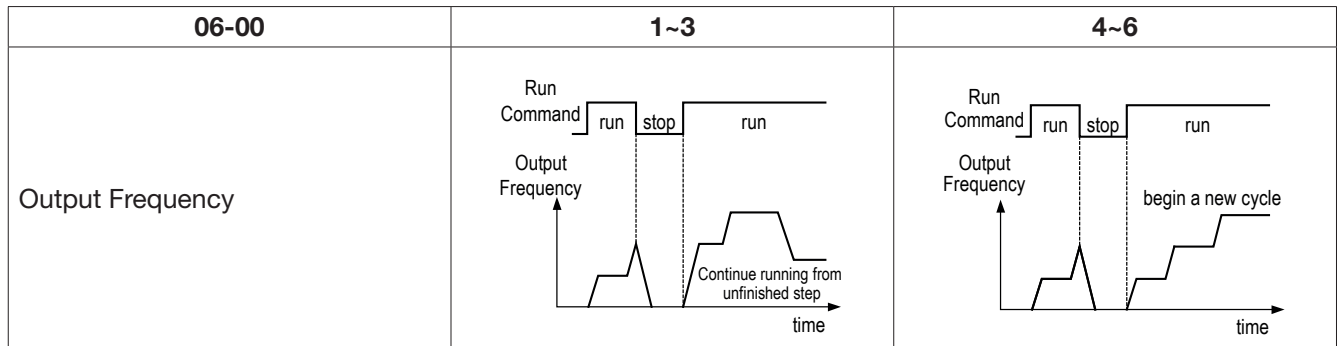 06-00
1~3
4~6
Output Frequency
Run
Command
run
stop
run
Output
Frequency
Continue running from
unfinished step
time
Run
Command
run
stop
run
Output
Frequency
begin a new cycle
time